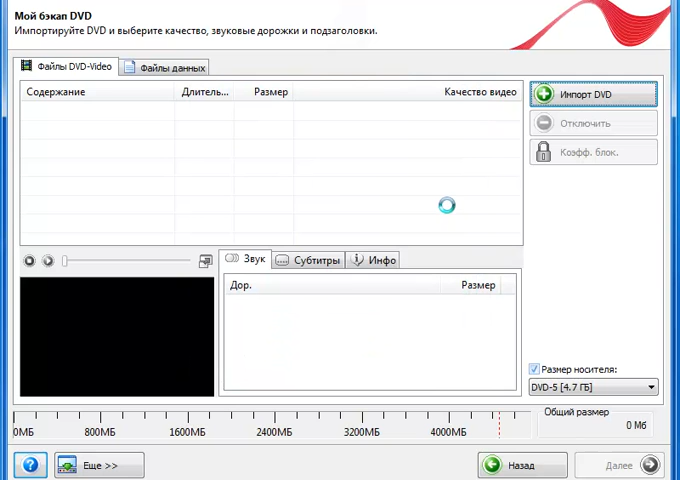 Мой бэкап DVD
Импортируйте DVD и выберите качество, звуковые дорожки и подзаголовки.
Файлы DVD-Video
Файлы данных
Содержание Длитель... Размер Качество видео
Импорт DVD
Отключить
Коэфф. блок.
Звук Субтитры Инфо
Дор. Размер
Размер носителя:
DVD-5 [4.7 ГБ]
0МБ 800МБ 1600МБ 2400МБ 3200МБ 4000МБ
Общий размер
0 Мб
? Еще >> Назад Далее